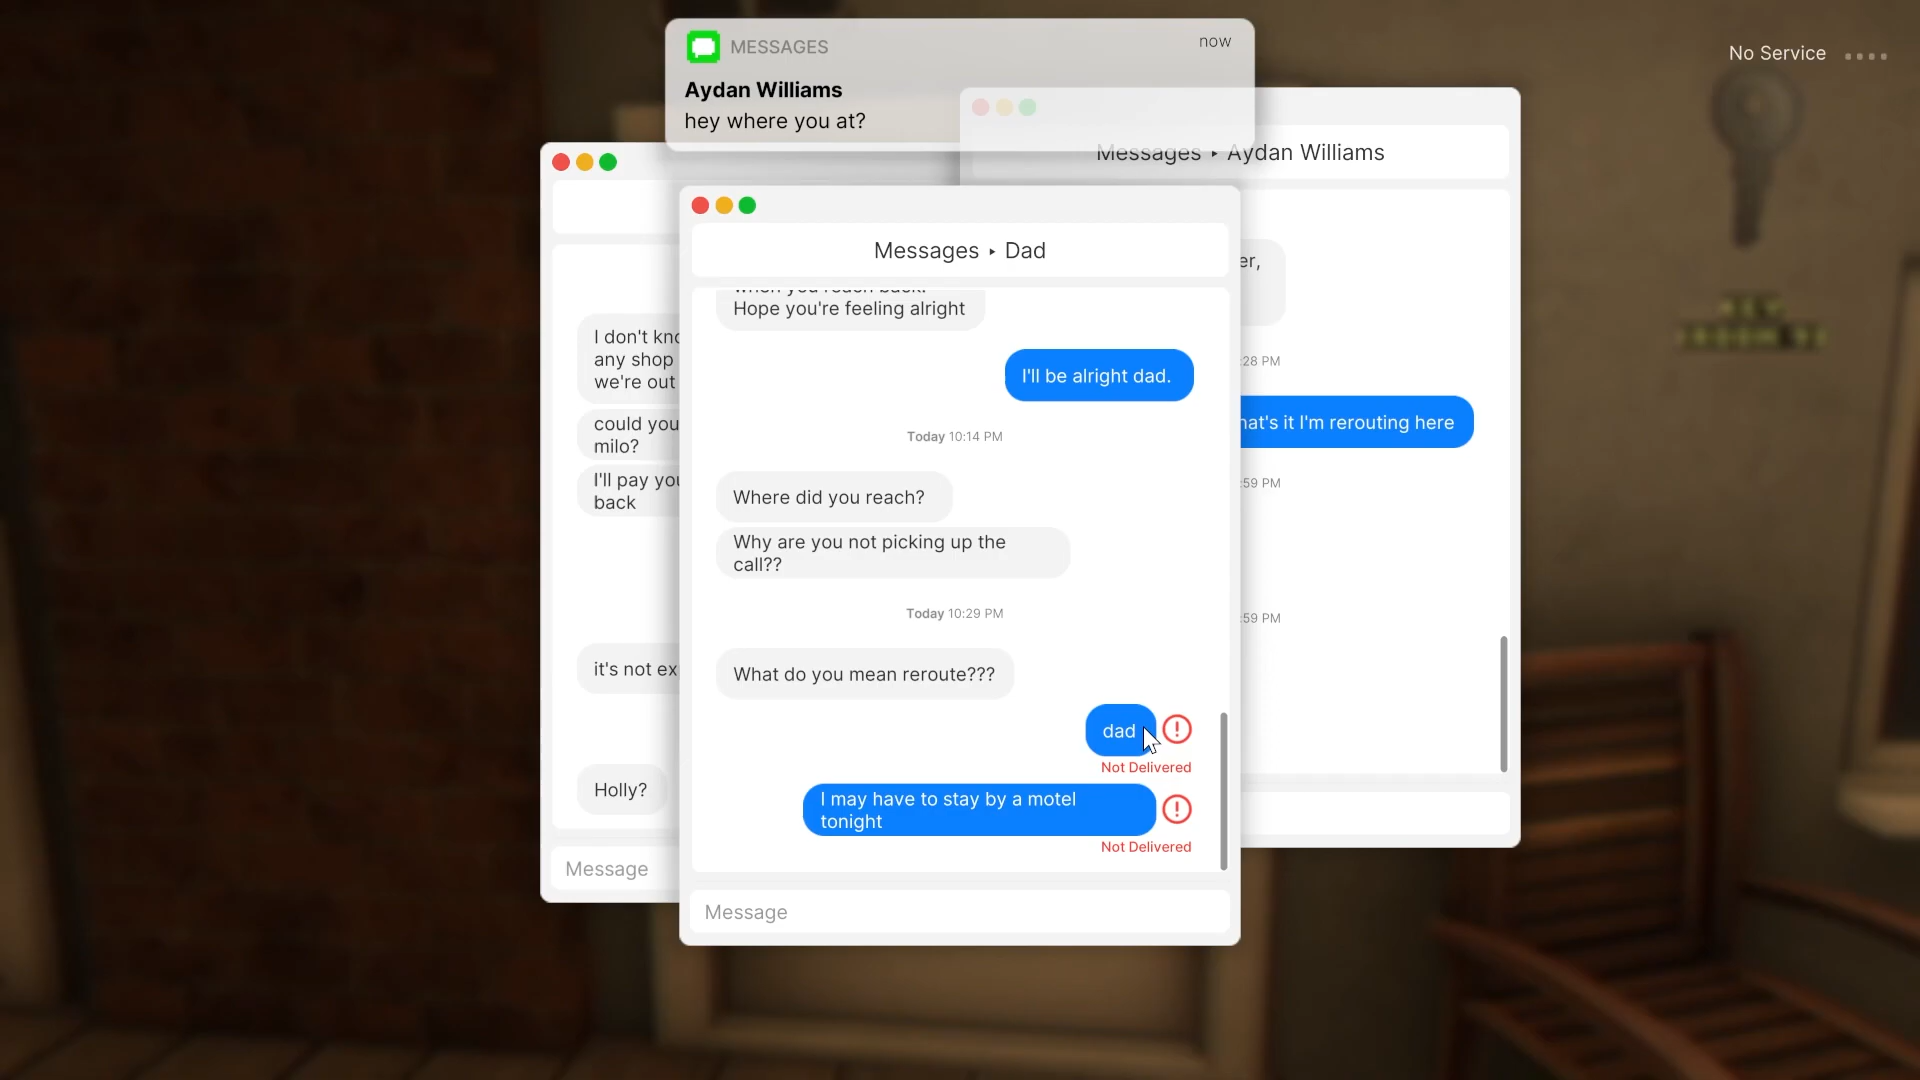 MESSAGES
now
Aydan Williams
hey where you at?
No Service
Messages ▸ Aydan Williams
Messages ▸ Dad
Hope you're feeling alright
I'll be alright dad.
Today 10:14 PM
Where did you reach?
Why are you not picking up the
call??
Today 10:29 PM
What do you mean reroute???
dad
Not Delivered
I may have to stay by a motel
tonight
Not Delivered
Message
I don't
any shop
we're out
could you
milo?
I'll pay you
back
it's not
Holly?
Message
er,
:28 PM
hat's it I'm rerouting here
:59 PM
:59 PM